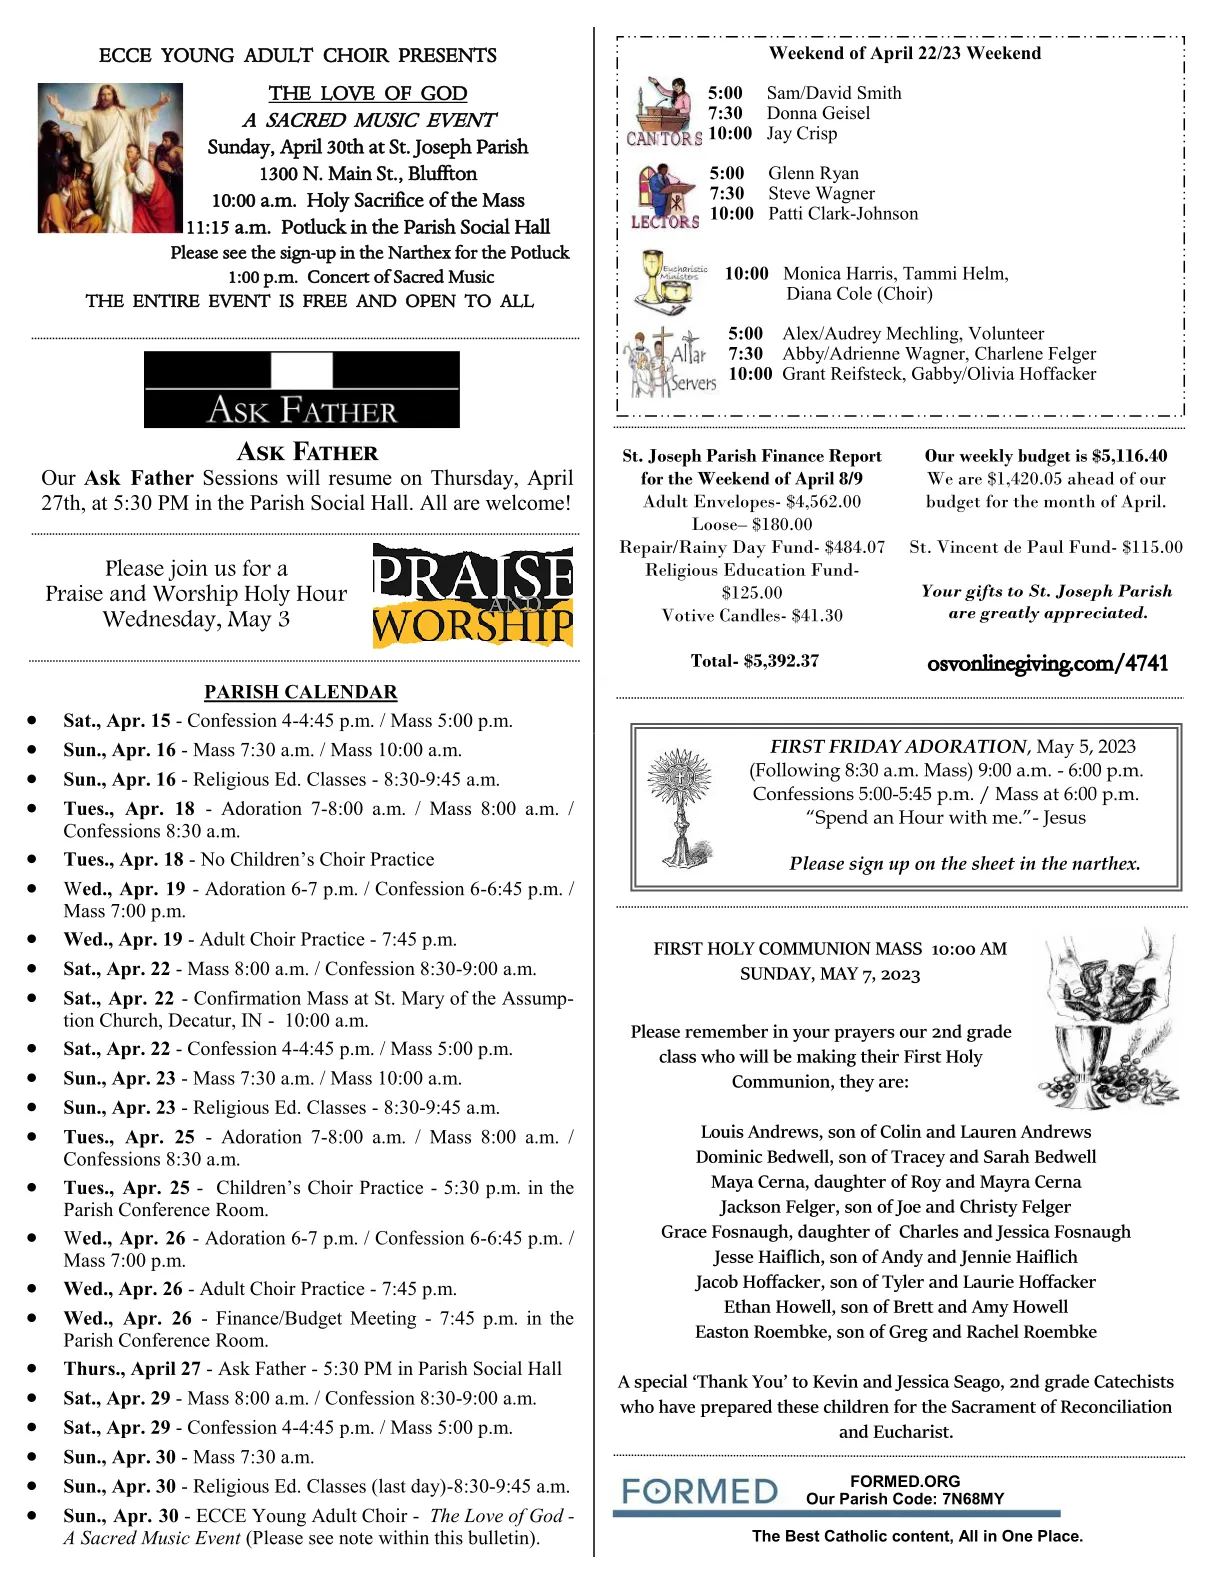 ECCE YOUNG ADULT CHOIR PRESENTS
THE LOVE OF GOD
A SACRED MUSIC EVENT
Sunday, April 30th at St. Joseph Parish
1300 N. Main St., Bluffton
10:00 a.m. Holy Sacrifice of the Mass
11:15 a.m. Potluck in the Parish Social Hall
Please see the sign-up in the Narthex for the Potluck
1:00 p.m. Concert of Sacred Music
THE ENTIRE EVENT IS FREE AND OPEN TO ALL
ASK FATHER
ASK FATHER
Our Ask Father Sessions will resume on Thursday, April
27th, at 5:30 PM in the Parish Social Hall. All are welcome!
Please join us for a
Praise and Worship Holy Hour
Wednesday, May 3
PRAISE
AND
WORSHIP
PARISH CALENDAR
• Sat., Apr. 15 - Confession 4-4:45 p.m. / Mass 5:00 p.m.
• Sun., Apr. 16 - Mass 7:30 a.m. / Mass 10:00 a.m.
• Sun., Apr. 16 - Religious Ed. Classes - 8:30-9:45 a.m.
• Tues., Apr. 18 - Adoration 7-8:00 a.m. / Mass 8:00 a.m. /
Confessions 8:30 a.m.
• Tues., Apr. 18 - No Children's Choir Practice
• Wed., Apr. 19 - Adoration 6-7 p.m. / Confession 6-6:45 p.m. /
Mass 7:00 p.m.
• Wed., Apr. 19 - Adult Choir Practice - 7:45 p.m.
• Sat., Apr. 22 - Mass 8:00 a.m. / Confession 8:30-9:00 a.m.
• Sat., Apr. 22 - Confirmation Mass at St. Mary of the Assump-
tion Church, Decatur, IN - 10:00 a.m.
• Sat., Apr. 22 - Confession 4-4:45 p.m. / Mass 5:00 p.m.
• Sun., Apr. 23 - Mass 7:30 a.m. / Mass 10:00 a.m.
• Sun., Apr. 23 - Religious Ed. Classes - 8:30-9:45 a.m.
• Tues., Apr. 25 - Adoration 7-8:00 a.m. / Mass 8:00 a.m. /
Confessions 8:30 a.m.
• Tues., Apr. 25 - Children's Choir Practice - 5:30 p.m. in the
Parish Conference Room.
• Wed., Apr. 26 - Adoration 6-7 p.m. / Confession 6-6:45 p.m. /
Mass 7:00 p.m.
• Wed., Apr. 26 - Adult Choir Practice - 7:45 p.m.
• Wed., Apr. 26 - Finance/Budget Meeting - 7:45 p.m. in the
Parish Conference Room.
• Thurs., April 27 - Ask Father - 5:30 PM in Parish Social Hall
• Sat., Apr. 29 - Mass 8:00 a.m. / Confession 8:30-9:00 a.m.
• Sat., Apr. 29 - Confession 4-4:45 p.m. / Mass 5:00 p.m.
• Sun., Apr. 30 - Mass 7:30 a.m.
• Sun., Apr. 30 - Religious Ed. Classes (last day)-8:30-9:45 a.m.
• Sun., Apr. 30 - ECCE Young Adult Choir - The Love of God -
A Sacred Music Event (Please see note within this bulletin).
Weekend of April 22/23 Weekend
CANTORS
5:00 Sam/David Smith
7:30 Donna Geisel
10:00 Jay Crisp
LECTORS
5:00 Glenn Ryan
7:30 Steve Wagner
10:00 Patti Clark-Johnson
Eucharistic
Ministers
10:00 Monica Harris, Tammi Helm,
Diana Cole (Choir)
Altar
Servers
5:00 Alex/Audrey Mechling, Volunteer
7:30 Abby/Adrienne Wagner, Charlene Felger
10:00 Grant Reifsteck, Gabby/Olivia Hoffacker
St. Joseph Parish Finance Report
for the Weekend of April 8/9
Adult Envelopes- $4,562.00
Loose– $180.00
Repair/Rainy Day Fund- $484.07
Religious Education Fund-
$125.00
Votive Candles- $41.30
Total- $5,392.37
Our weekly budget is $5,116.40
We are $1,420.05 ahead of our
budget for the month of April.
St. Vincent de Paul Fund- $115.00
Your gifts to St. Joseph Parish
are greatly appreciated.
osvonlinegiving.com/4741
FIRST FRIDAY ADORATION, May 5, 2023
(Following 8:30 a.m. Mass) 9:00 a.m. - 6:00 p.m.
Confessions 5:00-5:45 p.m. / Mass at 6:00 p.m.
“Spend an Hour with me.”- Jesus
Please sign up on the sheet in the narthex.
FIRST HOLY COMMUNION MASS 10:00 AM
SUNDAY, MAY 7, 2023
Please remember in your prayers our 2nd grade
class who will be making their First Holy
Communion, they are:
Louis Andrews, son of Colin and Lauren Andrews
Dominic Bedwell, son of Tracey and Sarah Bedwell
Maya Cerna, daughter of Roy and Mayra Cerna
Jackson Felger, son of Joe and Christy Felger
Grace Fosnaugh, daughter of Charles and Jessica Fosnaugh
Jesse Haiflich, son of Andy and Jennie Haiflich
Jacob Hoffacker, son of Tyler and Laurie Hoffacker
Ethan Howell, son of Brett and Amy Howell
Easton Roembke, son of Greg and Rachel Roembke
A special ‘Thank You’ to Kevin and Jessica Seago, 2nd grade Catechists
who have prepared these children for the Sacrament of Reconciliation
and Eucharist.
FORMED
FORMED.ORG
Our Parish Code: 7N68MY
The Best Catholic content, All in One Place.